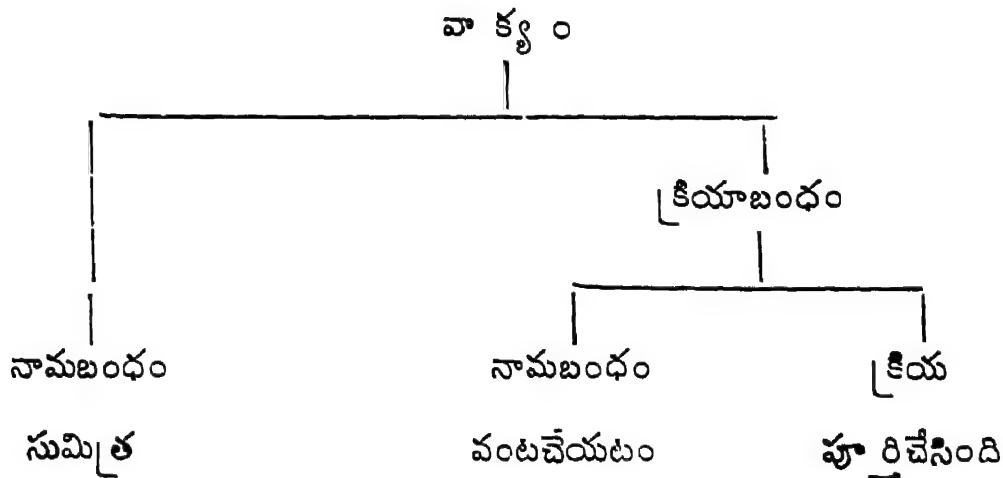 వాక్యం
క్రియాబంధం
నామబంధం నామబంధం క్రియ
సుమిత్ర వంటచేయటం పూర్తిచేసింది